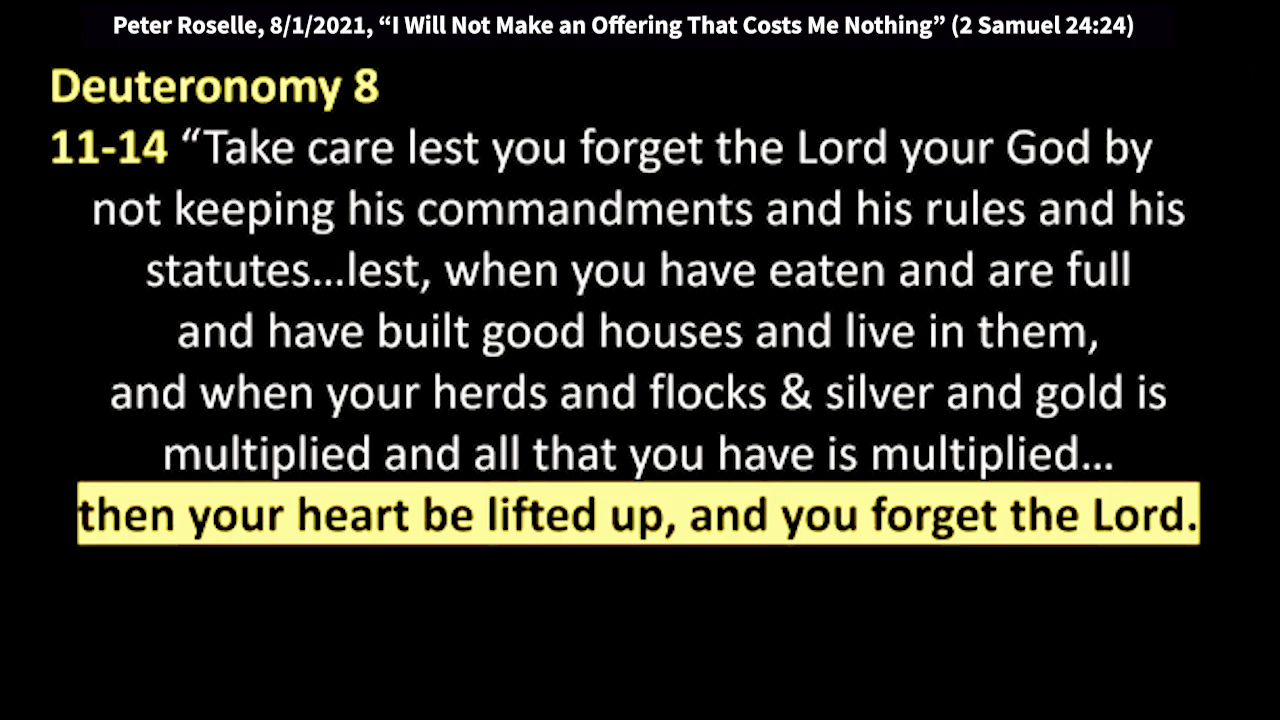 Peter Roselle, 8/1/2021, “I Will Not Make an Offering That Costs Me Nothing” (2 Samuel 24:24)
Deuteronomy 8
11-14 “Take care lest you forget the Lord your God by
not keeping his commandments and his rules and his
statutes...lest, when you have eaten and are full
and have built good houses and live in them,
and when your herds and flocks & silver and gold is
multiplied and all that you have is multiplied...
then your heart be lifted up, and you forget the Lord.